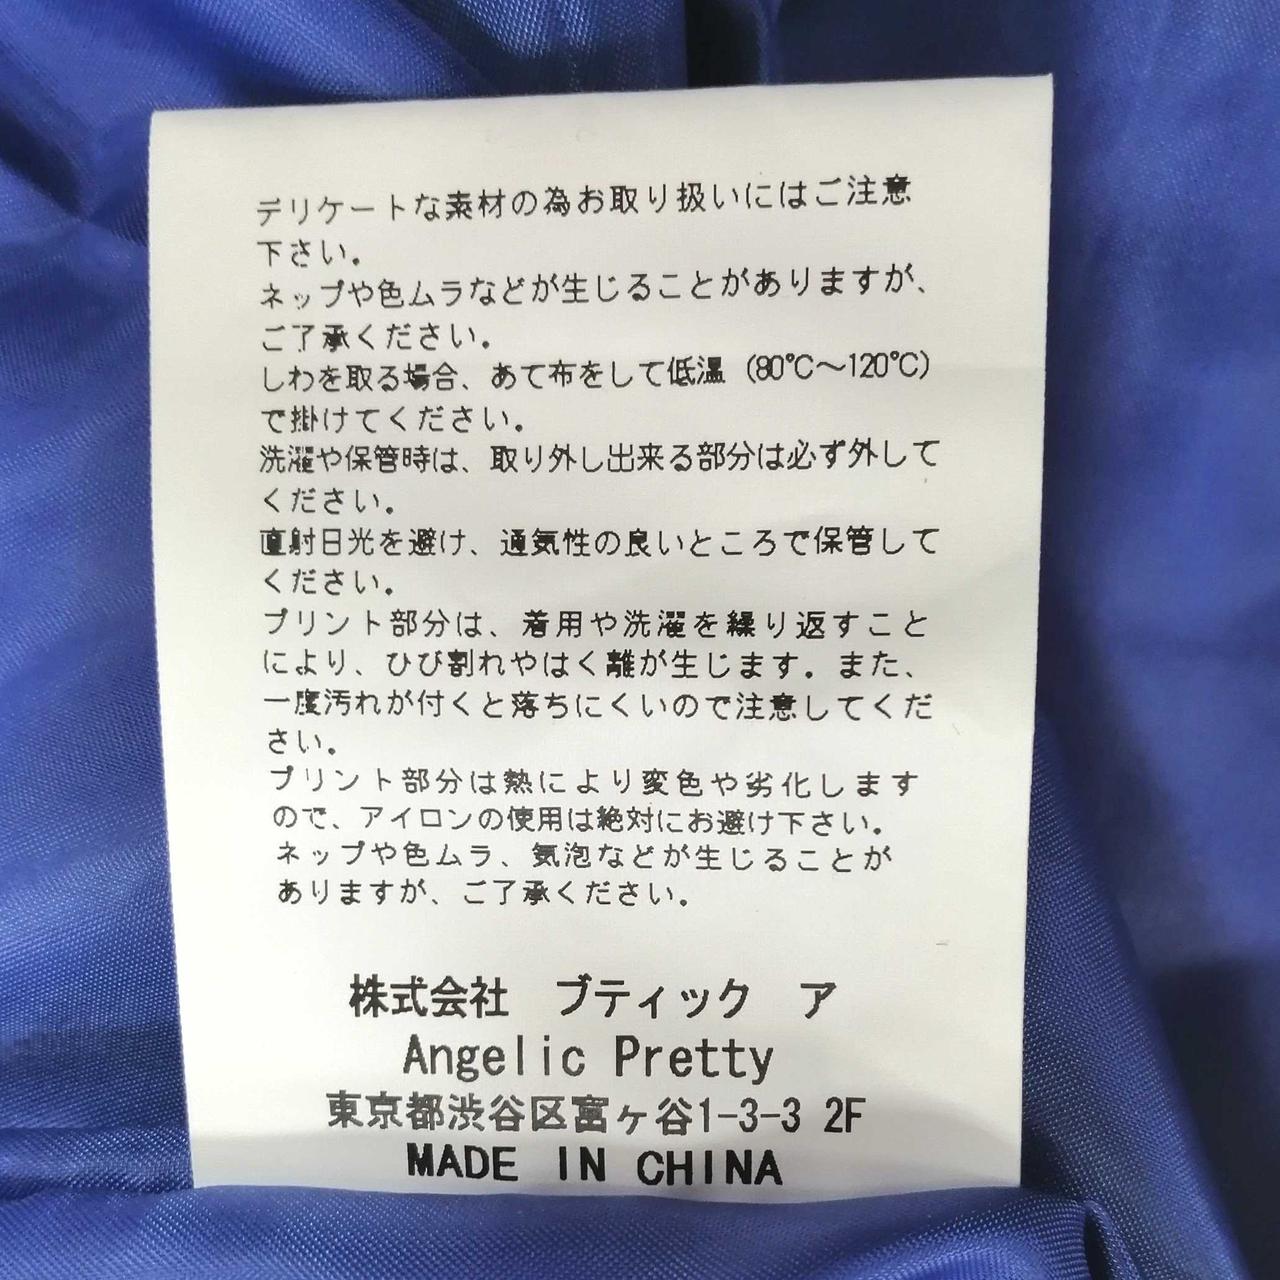 デリケートな素材の為お取り扱いにはご注意
下さい。
ネップや色ムラなどが生じることがありますが、
ご了承ください。
しわを取る場合、あて布をして低温（80℃～120℃）
で掛けてください。
洗濯や保管時は、取り外し出来る部分は必ず外して
ください。
直射日光を避け、通気性の良いところで保管して
ください。
プリント部分は、着用や洗濯を繰り返すこと
により、ひび割れやはく離が生じます。また、
一度汚れが付くと落ちにくいので注意してくだ
さい。
プリント部分は熱により変色や劣化します
ので、アイロンの使用は絶対にお避け下さい。
ネップや色ムラ、気泡などが生じることが
ありますが、ご了承ください。
株式会社　ブティック　ア
Angelic Pretty
東京都渋谷区富ヶ谷1-3-3 2F
MADE IN CHINA